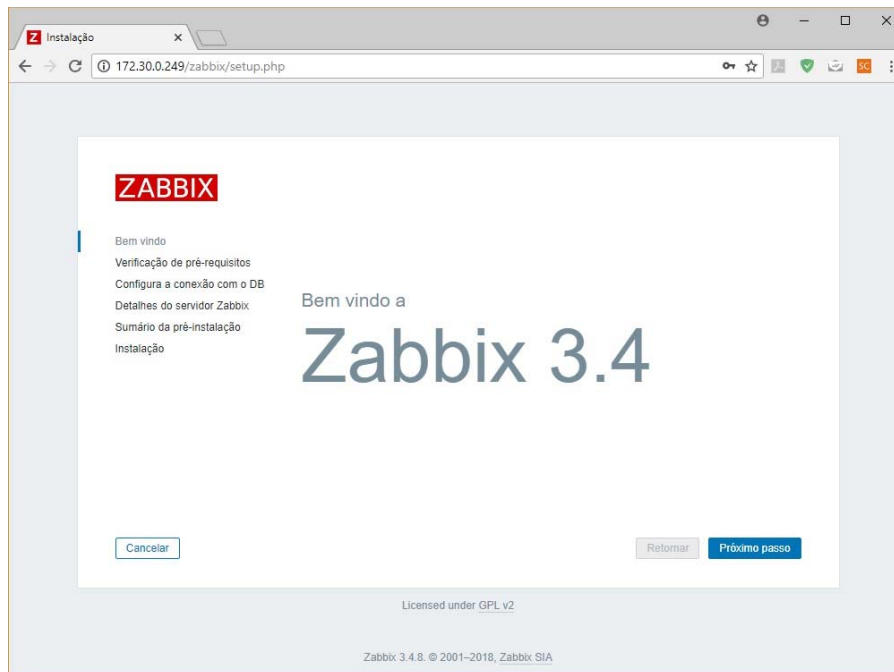 Z Instalação
172.30.0.249/zabbix/setup.php
SC
ZABBIX
Bem vindo
Verificação de pré-requisitos
Configura a conexão com o DB
Detalhes do servidor Zabbix
Sumário da pré-instalação
Instalação
Bem vindo a
Zabbix 3.4
Cancelar
Retornar
Próximo passo
Licensed under GPL v2
Zabbix 3.4.8. © 2001–2018, Zabbix SIA